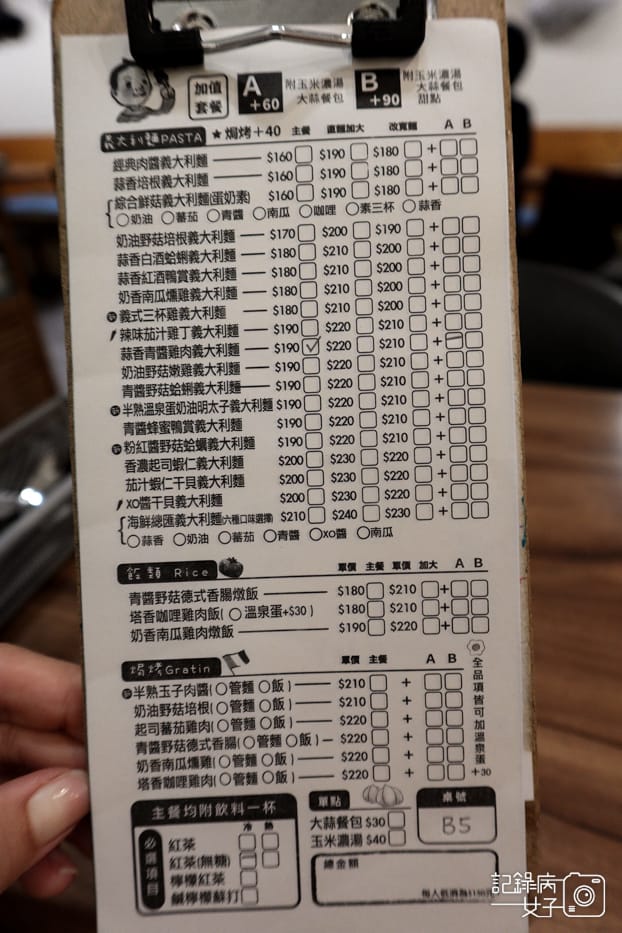 加值套餐 A +60 附玉米濃湯 大蒜餐包 B +90 附玉米濃湯 大蒜餐包 甜點
義大利麵PASTA ★焗烤+40 主餐 直麵加大 改寬麵 A B
經典肉醬義大利麵 $160 $190 $180 +
蒜香培根義大利麵 $160 $190 $180 +
綜合鮮菇義大利麵(蛋奶素) $160 $190 $180 +
奶油 蕃茄 青醬 南瓜 咖哩 素三杯 蒜香
奶油野菇培根義大利麵 $170 $200 $190 +
蒜香白酒蛤蜊義大利麵 $180 $210 $200 +
蒜香紅酒鴨賞義大利麵 $180 $210 $200 +
奶香南瓜燻雞義大利麵 $180 $210 $200 +
義式三杯雞義大利麵 $180 $210 $200 +
辣味茄汁雞丁義大利麵 $190 $220 $210 +
蒜香青醬雞肉義大利麵 $190 ✓ $220 $210 +
奶油野菇嫩雞義大利麵 $190 $220 $210 +
青醬野菇蛤蜊義大利麵 $190 $220 $210 +
半熟溫泉蛋奶油明太子義大利麵 $190 $220 $210 +
青醬蜂蜜鴨賞義大利麵 $190 $220 $210 +
粉紅醬野菇蛤蠣義大利麵 $190 $220 $210 +
香濃起司蝦仁義大利麵 $200 $230 $220 +
茄汁蝦仁干貝義大利麵 $200 $230 $220 +
XO醬干貝義大利麵 $200 $230 $220 +
海鮮總匯義大利麵(六種口味選擇) $210 $240 $230 +
蒜香 奶油 蕃茄 青醬 XO醬 南瓜
飯類 Rice 單價 主餐 單價 加大 A B
青醬野菇德式香腸燉飯 $180 $210 +
塔香咖哩雞肉飯(○溫泉蛋+$30) $180 $210 +
奶香南瓜雞肉燉飯 $190 $220 +
焗烤Gratin 單價 主餐 A B
半熟玉子肉醬(○管麵 ○飯) $210 +
奶油野菇培根(○管麵 ○飯) $210 +
起司蕃茄雞肉(○管麵 ○飯) $220 +
青醬野菇德式香腸(○管麵 ○飯) $220 +
奶香南瓜燻雞(○管麵 ○飯) $220 +
塔香咖哩雞肉(○管麵 ○飯) $220 +
全品項皆可加溫泉蛋+30
主餐均附飲料一杯
必選項目
冷 熱
紅茶
紅茶(無糖)
檸檬紅茶
鹹檸檬蘇打
單點
大蒜餐包 $30
玉米濃湯 $40
桌號
B5
總金額
每人低消為$150元
記錄病
女子